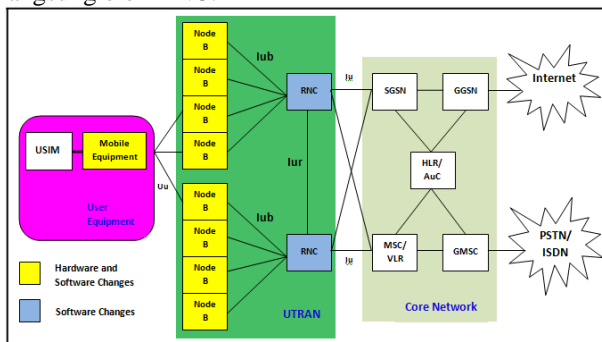 Node
B
Node
B
Node
B
Node
B
Iub
RNC
Iu
SGSN
GGSN
Internet
USIM
Mobile
Equipment
User
Equipment
Uu
Iur
HLR/
AuC
Node
B
Node
B
Node
B
Node
B
Iub
RNC
Iu
MSC/
VLR
GMSC
PSTN/
ISDN
Hardware and
Software Changes
Software Changes
UTRAN
Core Network